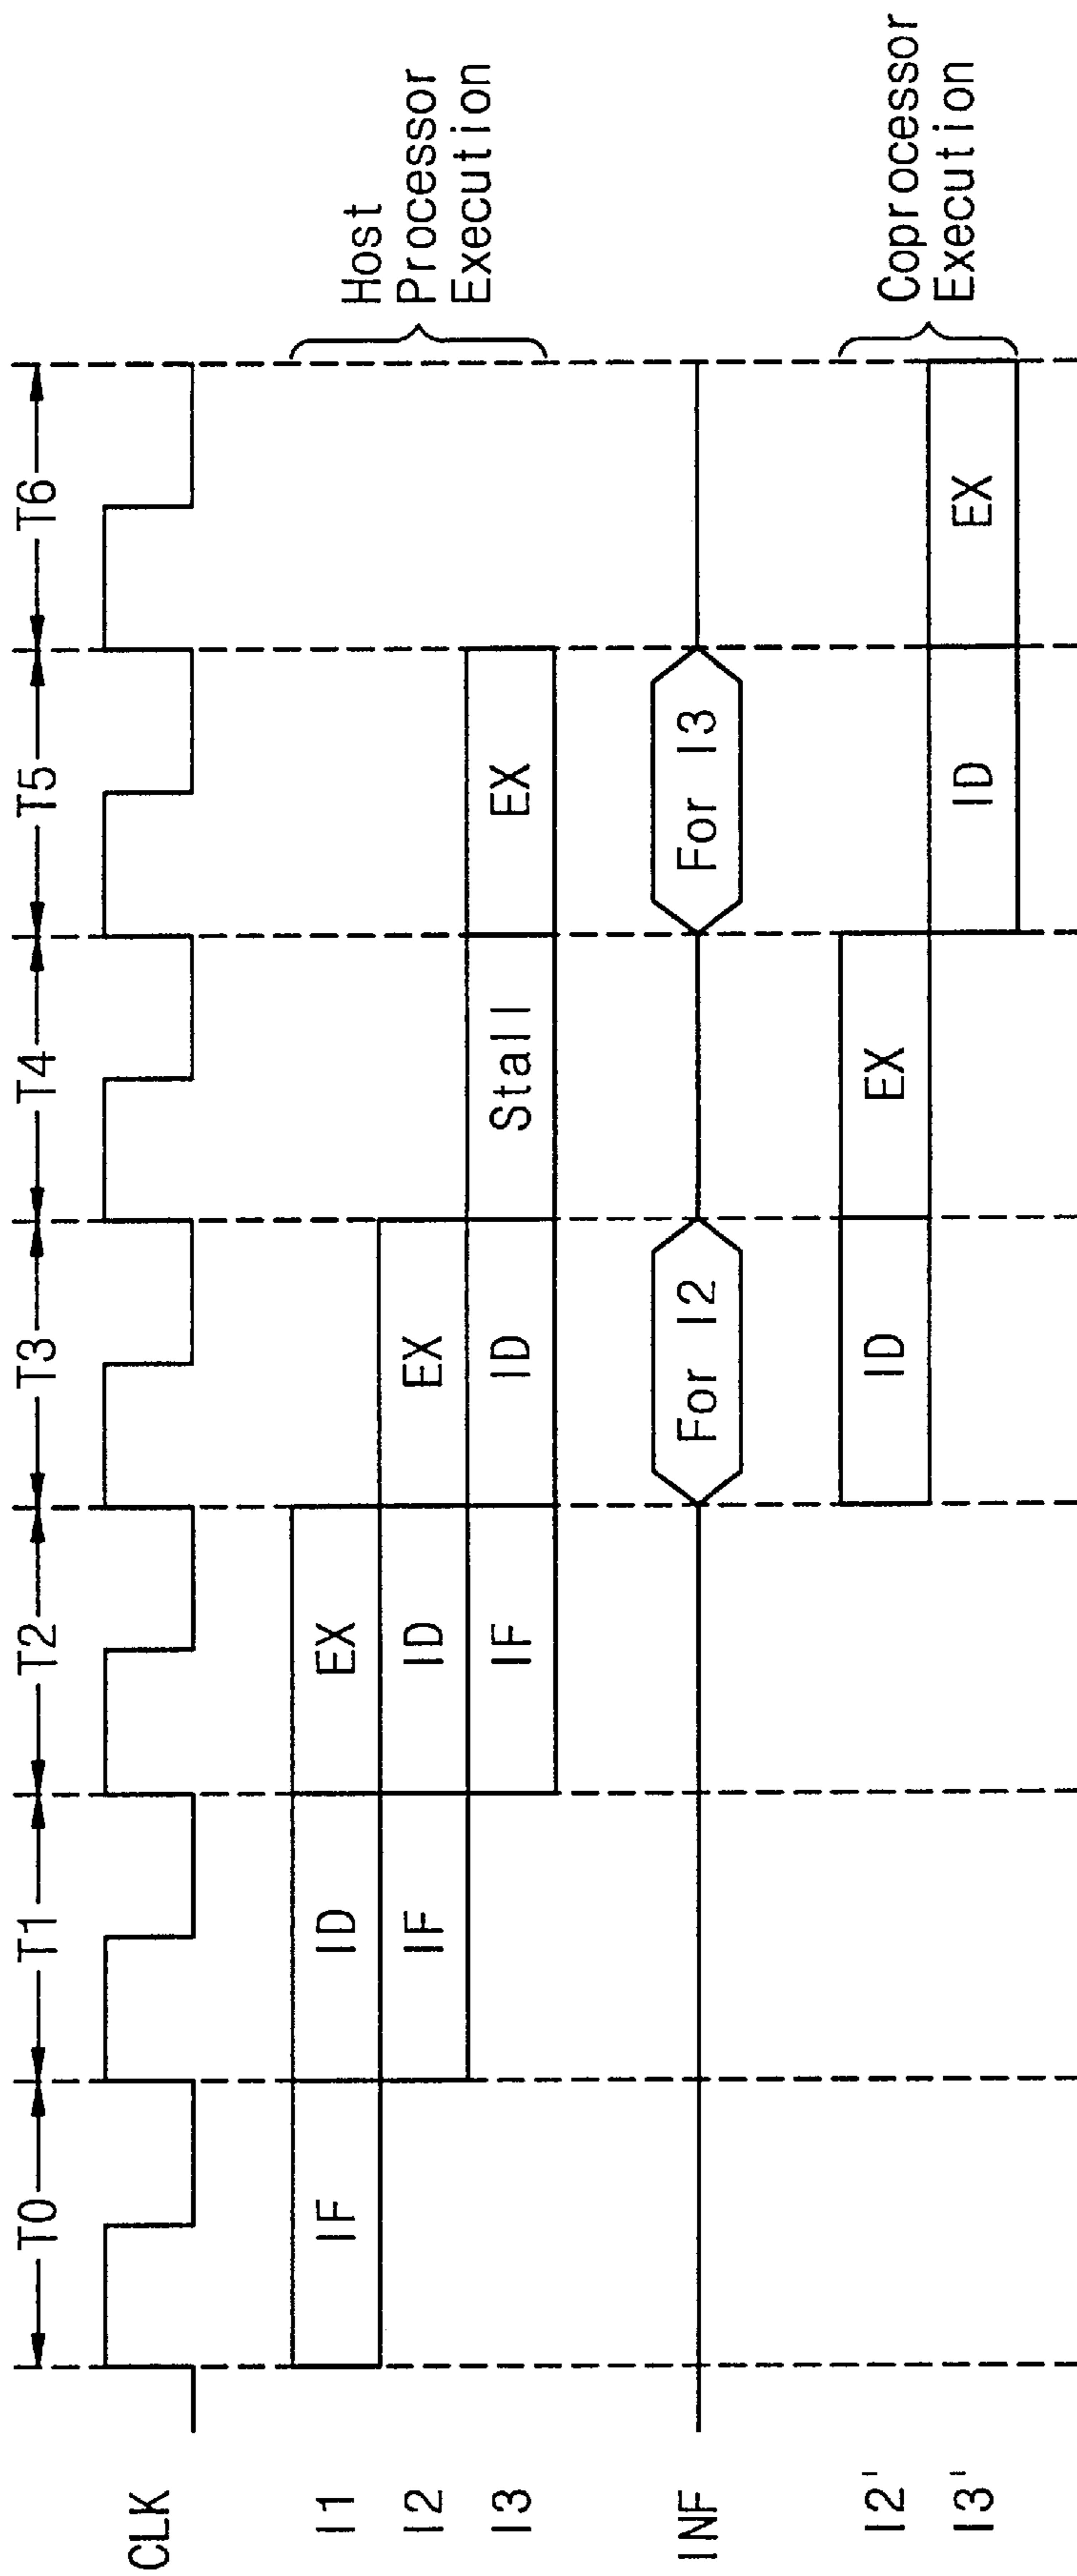 T0 T1 T2 T3 T4 T5 T6
CLK
I1 IF ID EX
I2 IF ID EX
I3 IF ID Stall EX
Host
Processor
Execution
INF For I2 For I3
I2' ID EX
I3' ID EX
Coprocessor
Execution